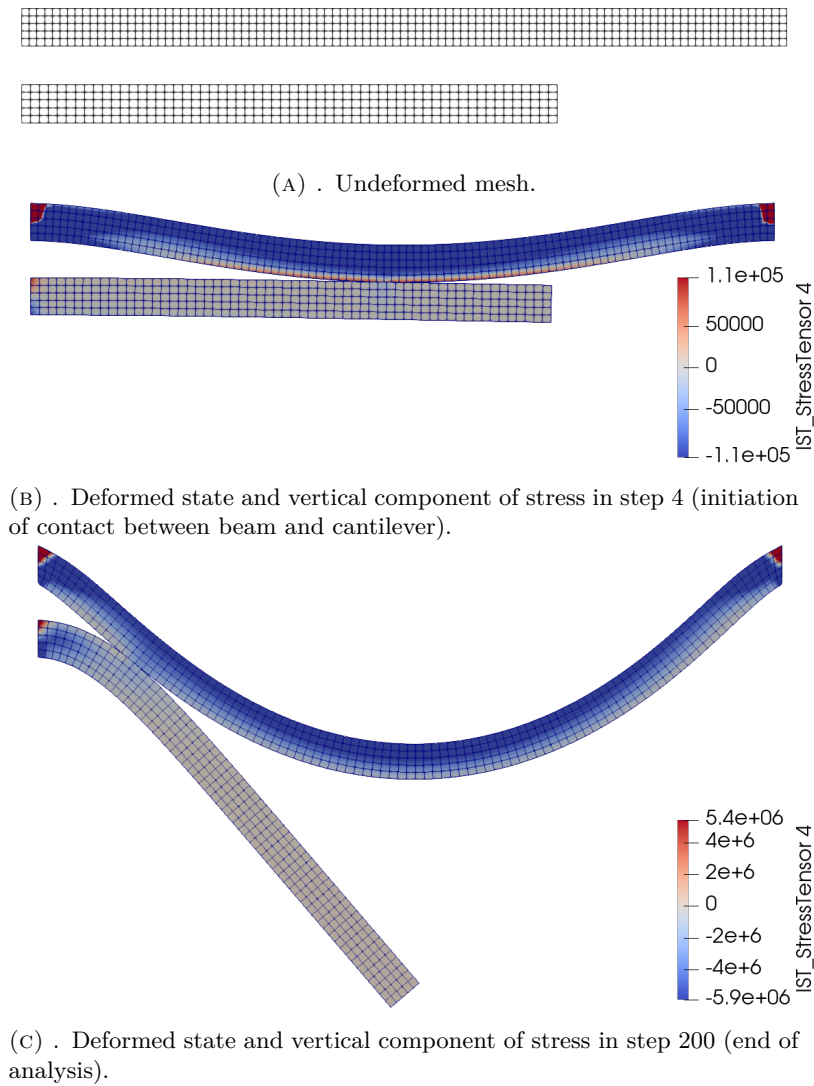 (A) . Undeformed mesh.
1.1e+05
50000
0
-50000
-1.1e+05
IST_StressTensor 4
(B) . Deformed state and vertical component of stress in step 4 (initiation
of contact between beam and cantilever).
5.4e+06
4e+6
2e+6
0
-2e+6
-4e+6
-5.9e+06
IST_StressTensor 4
(C) . Deformed state and vertical component of stress in step 200 (end of
analysis).